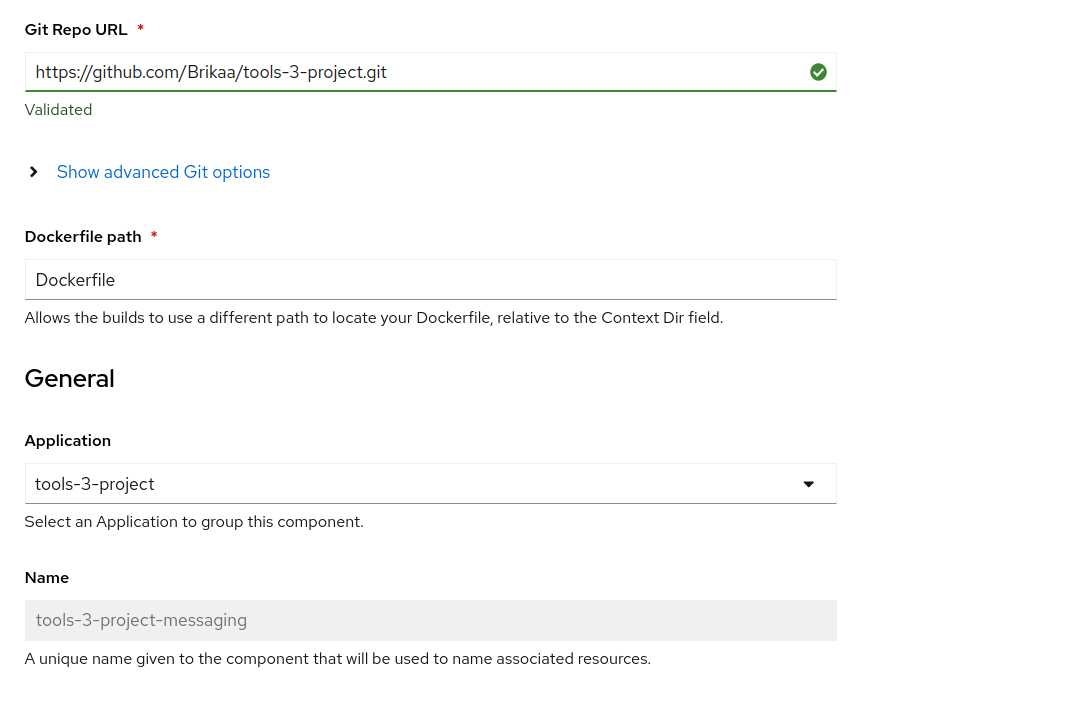 Git Repo URL *
https://github.com/Brikaa/tools-3-project.git
Validated
Show advanced Git options
Dockerfile path *
Dockerfile
Allows the builds to use a different path to locate your Dockerfile, relative to the Context Dir field.
General
Application
tools-3-project
Select an Application to group this component.
Name
tools-3-project-messaging
A unique name given to the component that will be used to name associated resources.